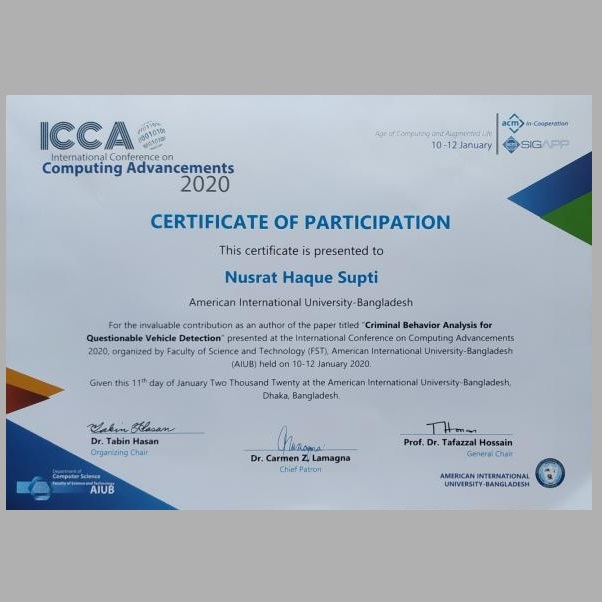 ICCA
International Conference on
Computing Advancements
2020
Age of Computing and Augmented Life
10 -12 January
acm In-Cooperation
acm SIGAPP
CERTIFICATE OF PARTICIPATION
This certificate is presented to
Nusrat Haque Supti
American International University-Bangladesh
For the invaluable contribution as an author of the paper titled "Criminal Behavior Analysis for
Questionable Vehicle Detection" presented at the International Conference on Computing Advancements
2020, organized by Faculty of Science and Technology (FST), American International University-Bangladesh
(AIUB) held on 10-12 January 2020.
Given this 11th day of January Two Thousand Twenty at the American International University-Bangladesh,
Dhaka, Bangladesh.
Tabin Hasan
Dr. Tabin Hasan
Organizing Chair
Dr. Carmen Z, Lamagna
Chief Patron
Prof. Dr. Tafazzal Hossain
General Chair
Department of
Computer Science
Faculty of Science and Technology
AIUB
AMERICAN INTERNATIONAL
UNIVERSITY-BANGLADESH